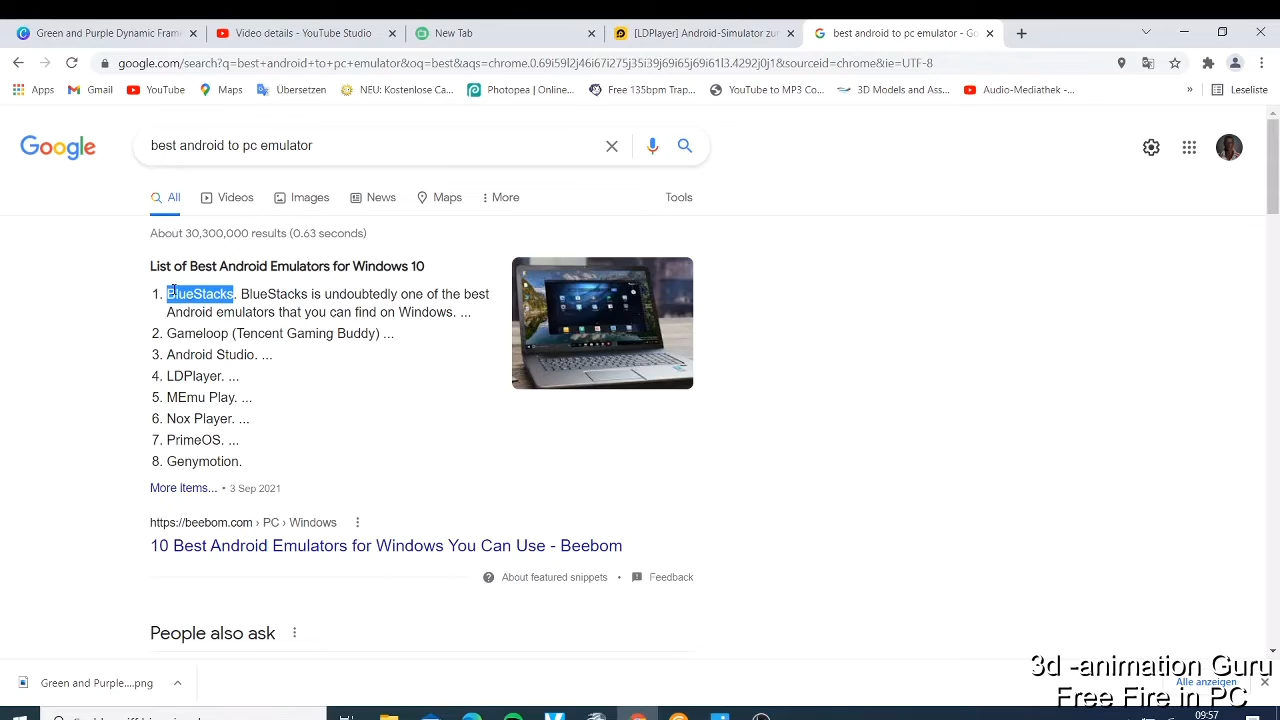 Green and Purple Dynamic Fram
Video details - YouTube Studio
New Tab
[LDPlayer] Android-Simulator zur
best android to pc emulator - Go
google.com/search?q=best+android+to+pc+emulator&oq=best&aqs=chrome.0.69i59l2j46i67i275j35i39j69i65j69i61l3.4292j0j1&sourceid=chrome&ie=UTF-8
Apps
Gmail
YouTube
Maps
Übersetzen
NEU: Kostenlose Ca...
Photopea | Online...
Free 135bpm Trap...
YouTube to MP3 Co...
3D Models and Ass...
Audio-Mediathek -...
»
Leseliste
Google
best android to pc emulator
All
Videos
Images
News
Maps
More
Tools
About 30,300,000 results (0.63 seconds)
List of Best Android Emulators for Windows 10
1. BlueStacks. BlueStacks is undoubtedly one of the best
Android emulators that you can find on Windows. ...
2. Gameloop (Tencent Gaming Buddy) ...
3. Android Studio. ...
4. LDPlayer. ...
5. MEmu Play. ...
6. Nox Player. ...
7. PrimeOS. ...
8. Genymotion.
More items... • 3 Sep 2021
https://beebom.com › PC › Windows
10 Best Android Emulators for Windows You Can Use - Beebom
About featured snippets • Feedback
People also ask
3d -animation Guru
Green and Purple....png
Alle anzeigen
Free Fire in PC
09:57